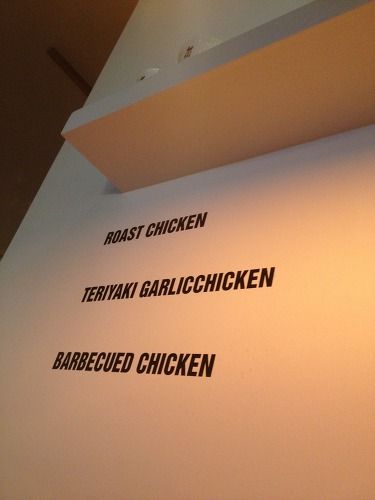 ROAST CHICKEN
TERIYAKI GARLICCHICKEN
BARBECUED CHICKEN